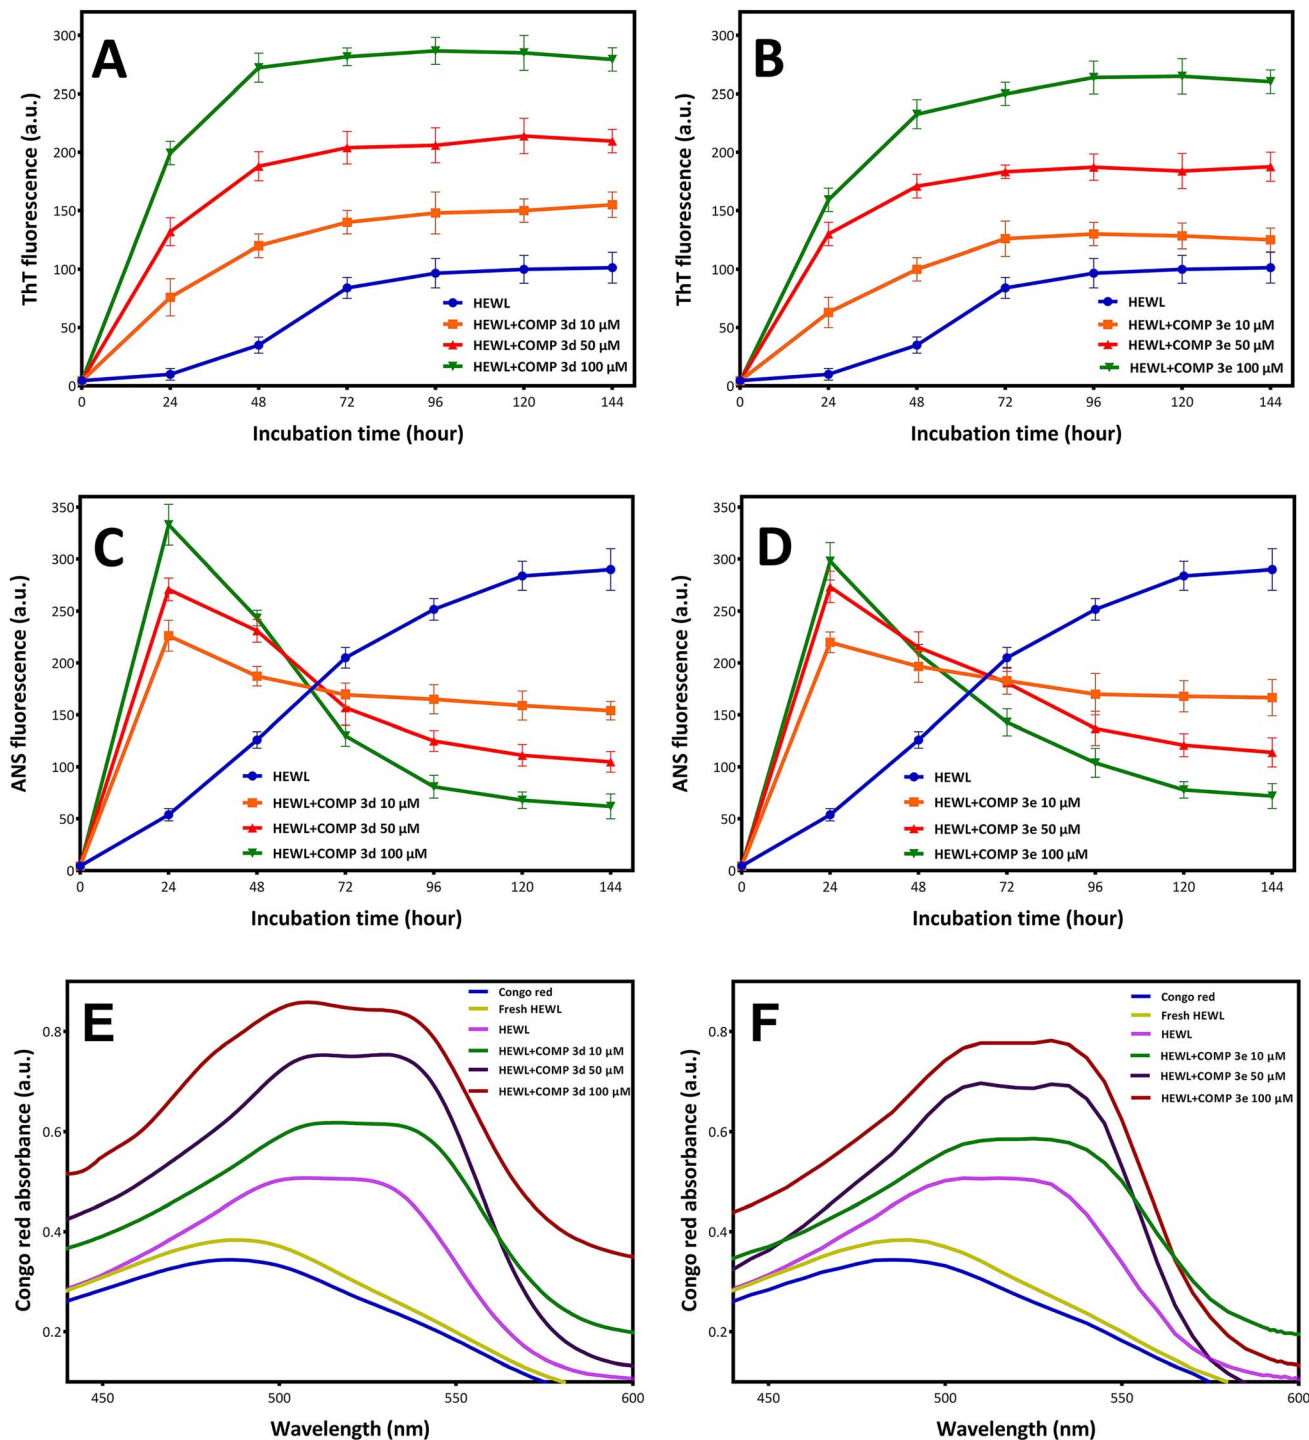 A
ThT fluorescence (a.u.)
300
250
200
150
100
50
0
0 24 48 72 96 120 144
Incubation time (hour)
HEWL
HEWL+COMP 3d 10 μM
HEWL+COMP 3d 50 μM
HEWL+COMP 3d 100 μM
B
ThT fluorescence (a.u.)
300
250
200
150
100
50
0
0 24 48 72 96 120 144
Incubation time (hour)
HEWL
HEWL+COMP 3e 10 μM
HEWL+COMP 3e 50 μM
HEWL+COMP 3e 100 μM
C
ANS fluorescence (a.u.)
350
300
250
200
150
100
50
0
0 24 48 72 96 120 144
Incubation time (hour)
HEWL
HEWL+COMP 3d 10 μM
HEWL+COMP 3d 50 μM
HEWL+COMP 3d 100 μM
D
ANS fluorescence (a.u.)
350
300
250
200
150
100
50
0
0 24 48 72 96 120 144
Incubation time (hour)
HEWL
HEWL+COMP 3e 10 μM
HEWL+COMP 3e 50 μM
HEWL+COMP 3e 100 μM
E
Congo red absorbance (a.u.)
0.8
0.6
0.4
0.2
450 500 550 600
Wavelength (nm)
Congo red
Fresh HEWL
HEWL
HEWL+COMP 3d 10 μM
HEWL+COMP 3d 50 μM
HEWL+COMP 3d 100 μM
F
Congo red absorbance (a.u.)
0.8
0.6
0.4
0.2
450 500 550 600
Wavelength (nm)
Congo red
Fresh HEWL
HEWL
HEWL+COMP 3e 10 μM
HEWL+COMP 3e 50 μM
HEWL+COMP 3e 100 μM